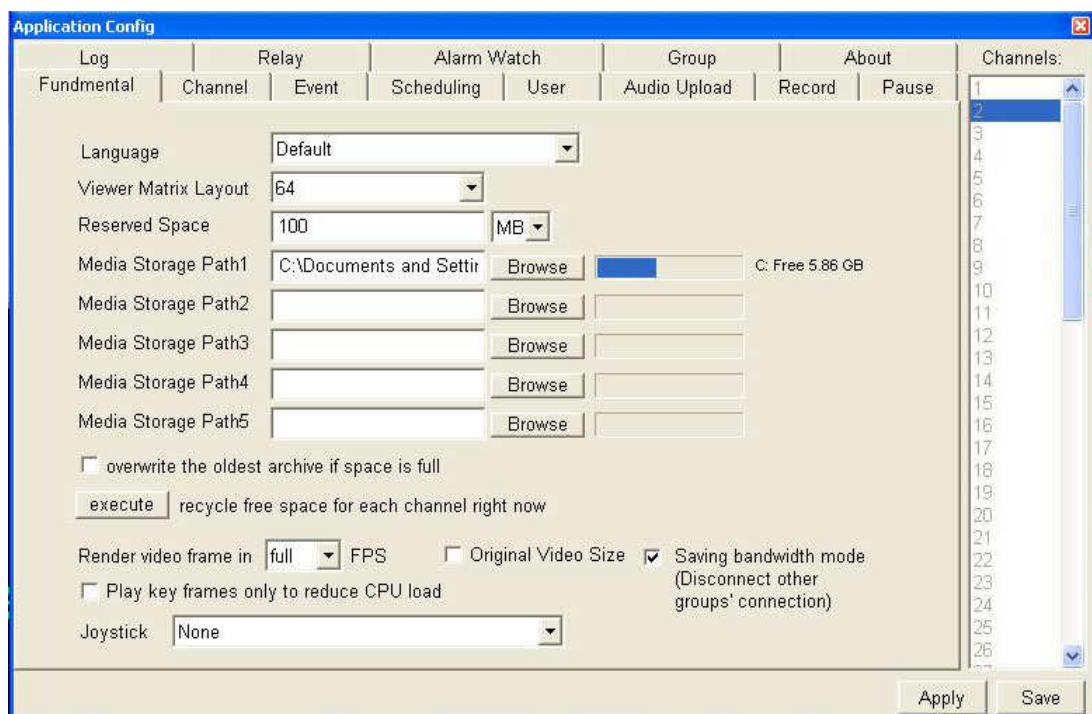 Application Config
Log Relay Alarm Watch Group About Channels:
Fundmental Channel Event Scheduling User Audio Upload Record Pause
Language Default
Viewer Matrix Layout 64
Reserved Space 100 MB
Media Storage Path1 C:\Documents and Settin Browse C: Free 5.86 GB
Media Storage Path2 Browse
Media Storage Path3 Browse
Media Storage Path4 Browse
Media Storage Path5 Browse
overwrite the oldest archive if space is full
execute recycle free space for each channel right now
Render video frame in full FPS Original Video Size Saving bandwidth mode
(Disconnect other
groups' connection)
Play key frames only to reduce CPU load
Joystick None
1
2
3
4
5
6
7
8
9
10
11
12
13
14
15
16
17
18
19
20
21
22
23
24
25
26
Apply Save